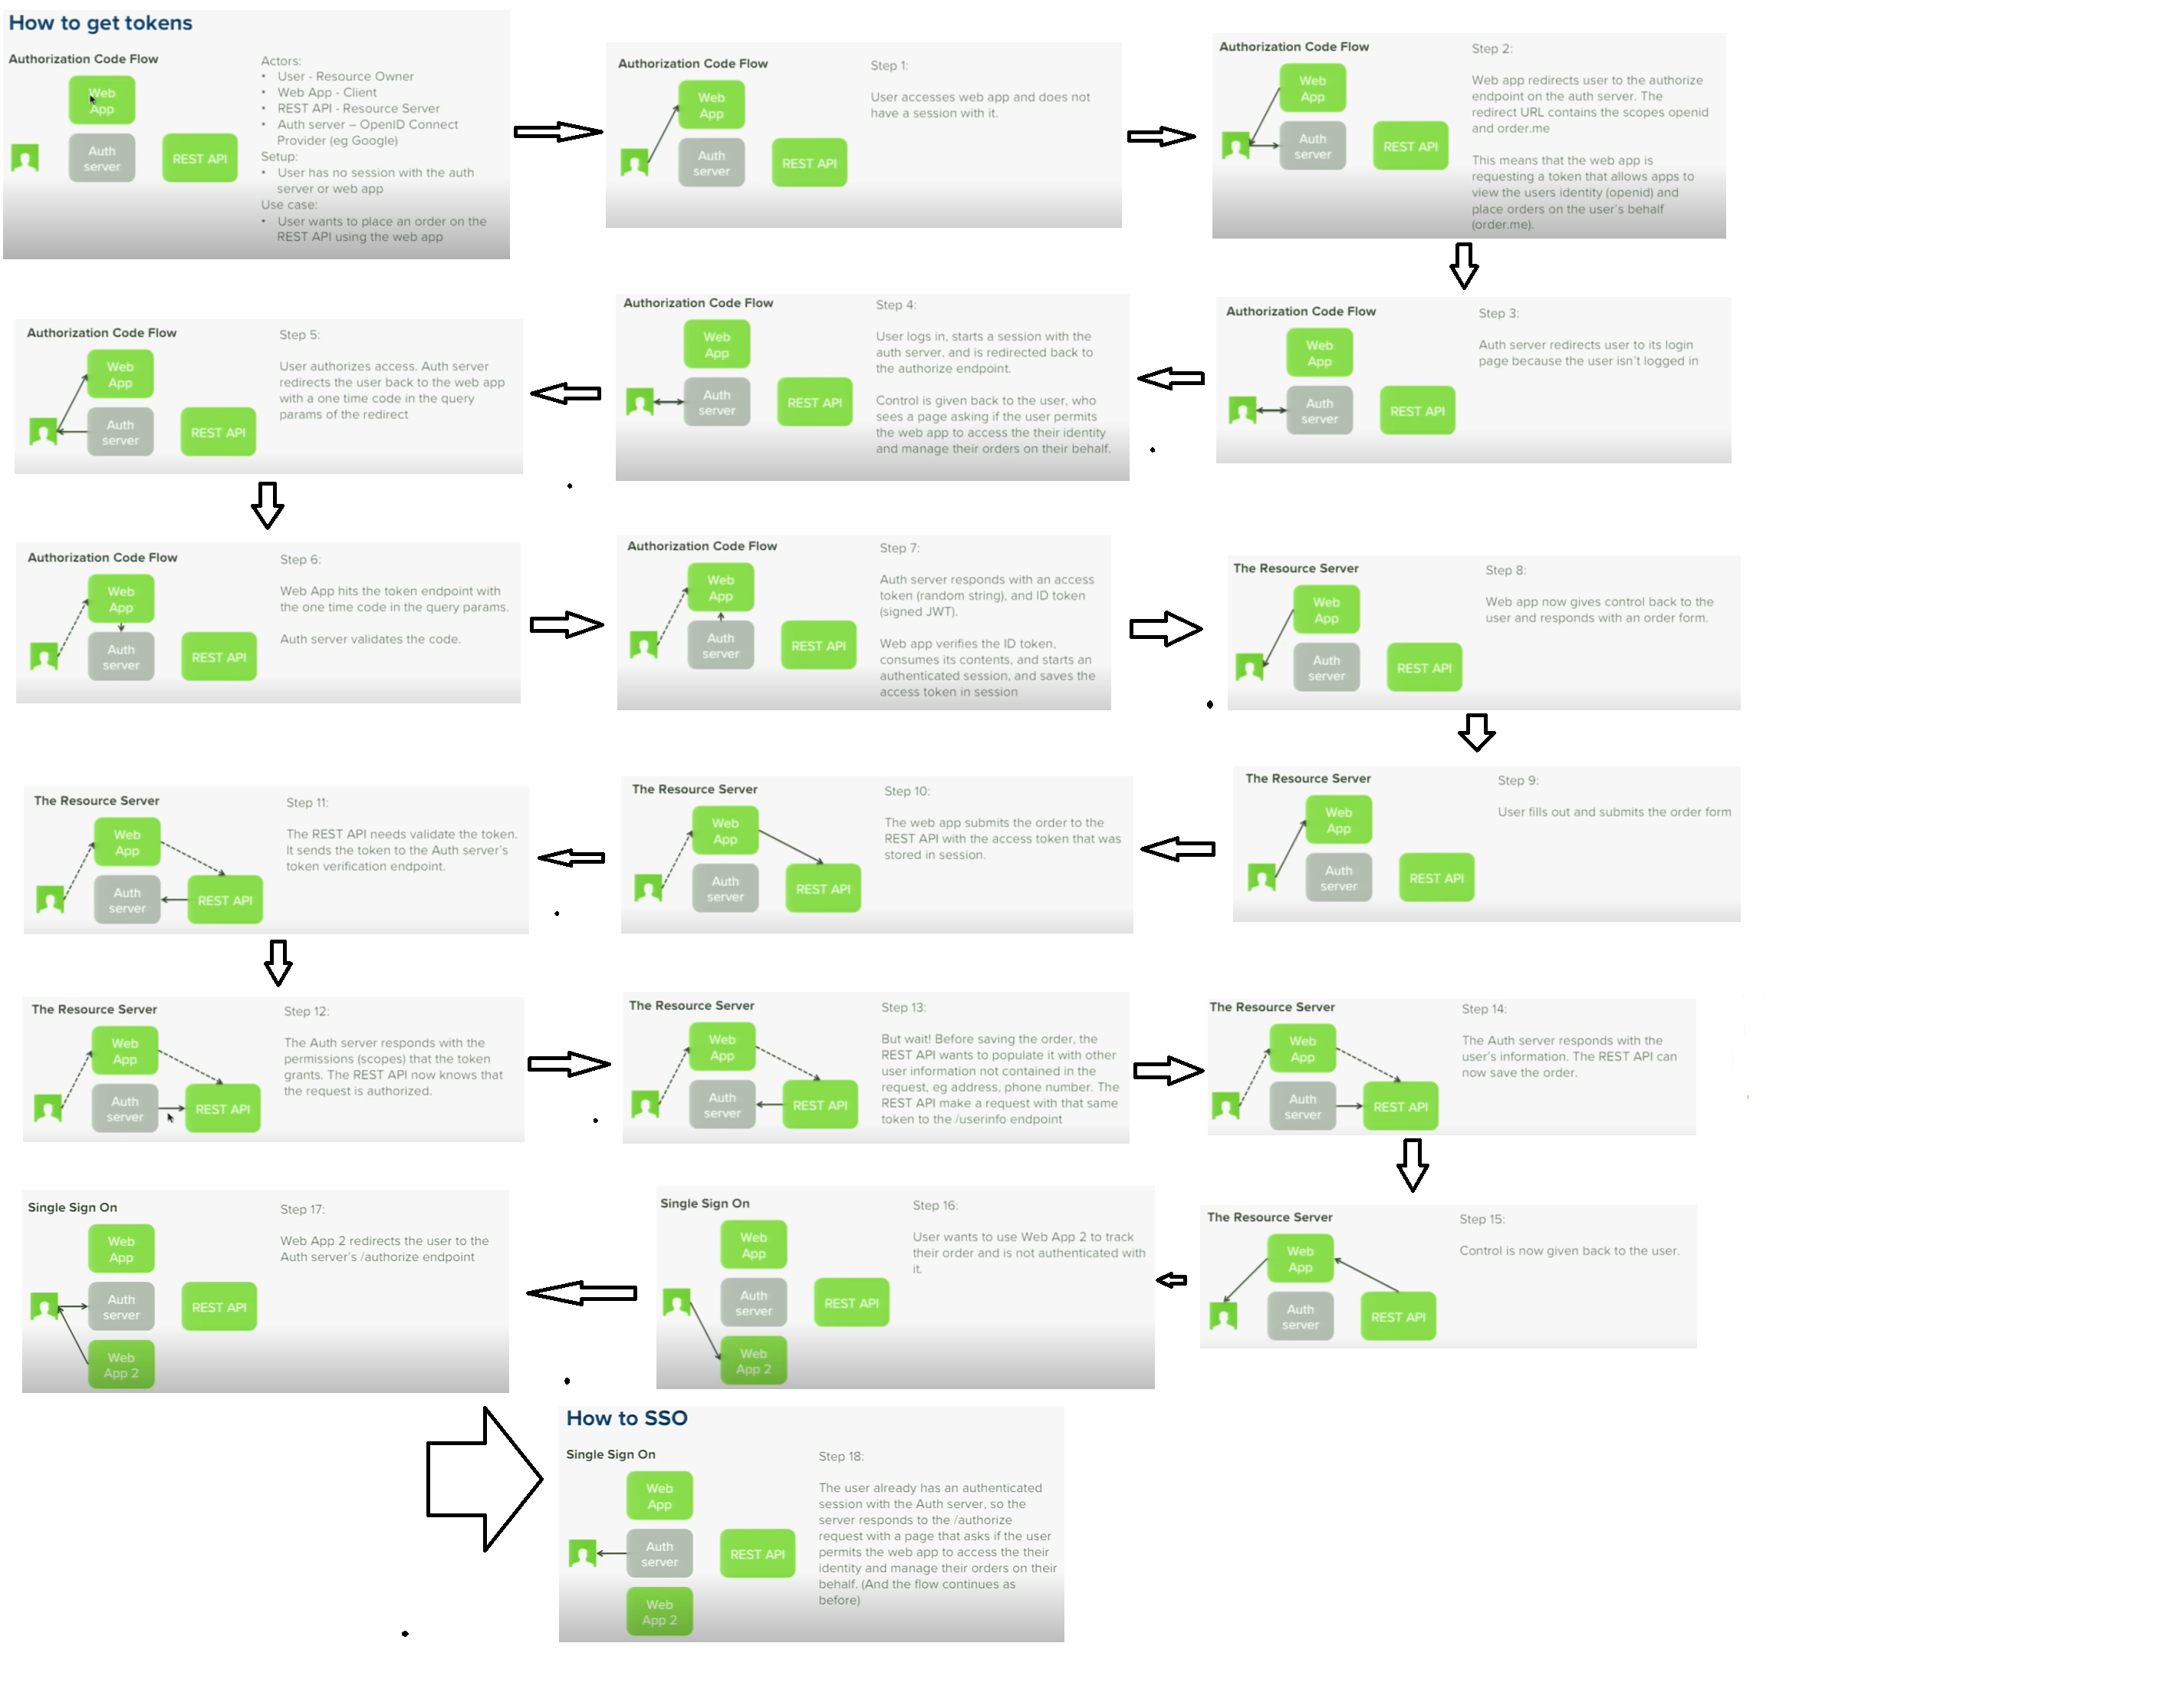 How to get tokens
Authorization Code Flow
Web
App
Auth
server
REST API
Actors:
• User - Resource Owner
• Web App - Client
• REST API - Resource Server
• Auth server – OpenID Connect
Provider (eg Google)
Setup:
• User has no session with the auth
server or web app
Use case:
• User wants to place an order on the
REST API using the web app
Authorization Code Flow
Web
App
Auth
server
REST API
Step 1:
User accesses web app and does not
have a session with it.
Authorization Code Flow
Web
App
Auth
server
REST API
Step 2:
Web app redirects user to the authorize
endpoint on the auth server. The
redirect URL contains the scopes openid
and order.me
This means that the web app is
requesting a token that allows apps to
view the users identity (openid) and
place orders on the user's behalf
(order.me).
Authorization Code Flow
Web
App
Auth
server
REST API
Step 3:
Auth server redirects user to its login
page because the user isn't logged in
Authorization Code Flow
Web
App
Auth
server
REST API
Step 4:
User logs in, starts a session with the
auth server, and is redirected back to
the authorize endpoint.
Control is given back to the user, who
sees a page asking if the user permits
the web app to access the their identity
and manage their orders on their behalf.
Authorization Code Flow
Web
App
Auth
server
REST API
Step 5:
User authorizes access. Auth server
redirects the user back to the web app
with a one time code in the query
params of the redirect
Authorization Code Flow
Web
App
Auth
server
REST API
Step 6:
Web App hits the token endpoint with
the one time code in the query params.
Auth server validates the code.
Authorization Code Flow
Web
App
Auth
server
REST API
Step 7:
Auth server responds with an access
token (random string), and ID token
(signed JWT).
Web app verifies the ID token,
consumes its contents, and starts an
authenticated session, and saves the
access token in session
The Resource Server
Web
App
Auth
server
REST API
Step 8:
Web app now gives control back to the
user and responds with an order form.
The Resource Server
Web
App
Auth
server
REST API
Step 9:
User fills out and submits the order form
The Resource Server
Web
App
Auth
server
REST API
Step 10:
The web app submits the order to the
REST API with the access token that was
stored in session.
The Resource Server
Web
App
Auth
server
REST API
Step 11:
The REST API needs validate the token.
It sends the token to the Auth server's
token verification endpoint.
The Resource Server
Web
App
Auth
server
REST API
Step 12:
The Auth server responds with the
permissions (scopes) that the token
grants. The REST API now knows that
the request is authorized.
The Resource Server
Web
App
Auth
server
REST API
Step 13:
But wait! Before saving the order, the
REST API wants to populate it with other
user information not contained in the
request, eg address, phone number. The
REST API make a request with that same
token to the /userinfo endpoint
The Resource Server
Web
App
Auth
server
REST API
Step 14:
The Auth server responds with the
user's information. The REST API can
now save the order.
The Resource Server
Web
App
Auth
server
REST API
Step 15:
Control is now given back to the user.
Single Sign On
Web
App
Auth
server
REST API
Web
App 2
Step 16:
User wants to use Web App 2 to track
their order and is not authenticated with
it.
Single Sign On
Web
App
Auth
server
REST API
Web
App 2
Step 17:
Web App 2 redirects the user to the
Auth server's /authorize endpoint
How to SSO
Single Sign On
Web
App
Auth
server
REST API
Web
App 2
Step 18:
The user already has an authenticated
session with the Auth server, so the
server responds to the /authorize
request with a page that asks if the user
permits the web app to access the their
identity and manage their orders on their
behalf. (And the flow continues as
before)